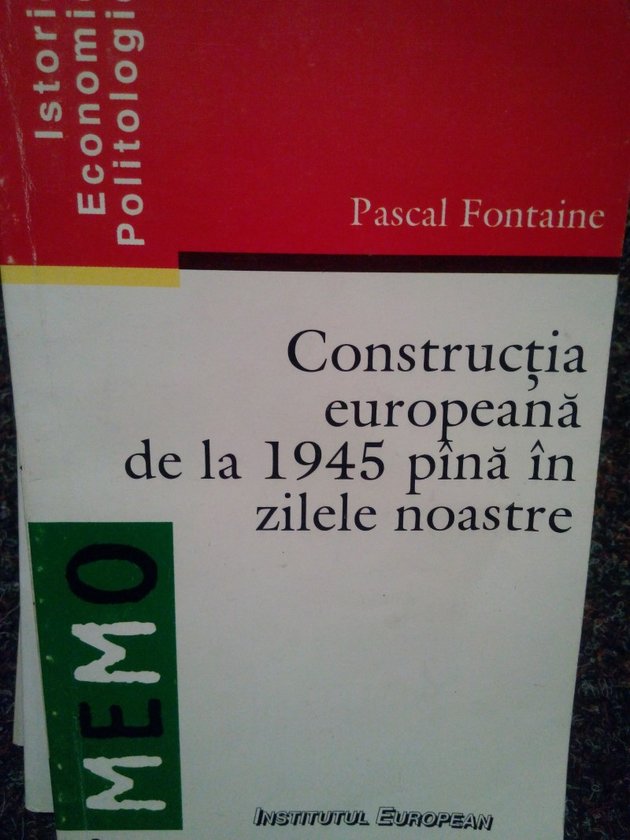 Istori
Economi
Politologi
Pascal Fontaine
Construcția
europeană
de la 1945 pînă în
zilele noastre
MEMO
INSTITUTUL EUROPEAN